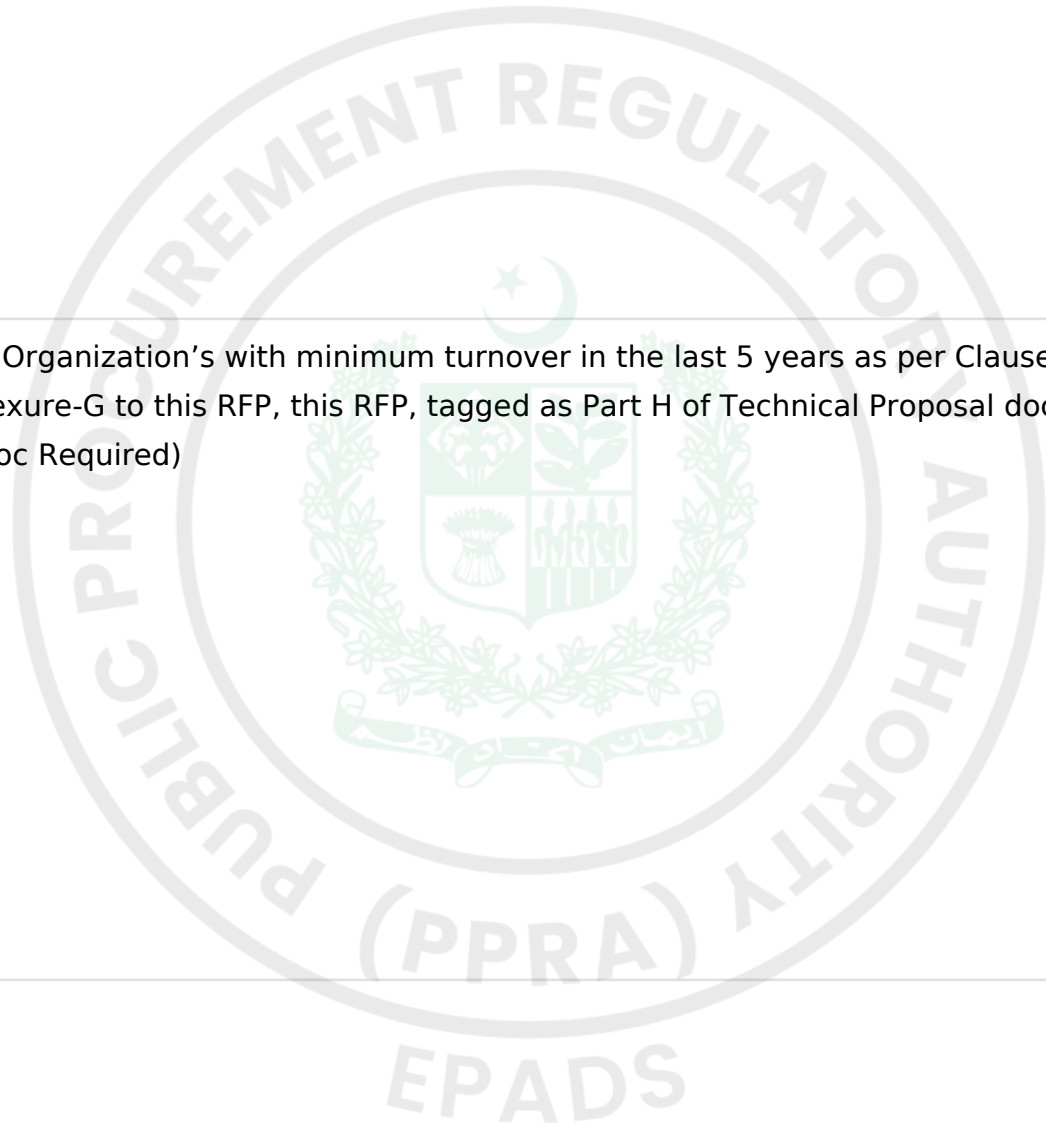 PUBLIC PROCUREMENT REGULATORY AUTHORITY
Organization’s with minimum turnover in the last 5 years as per Clause
exure-G to this RFP, this RFP, tagged as Part H of Technical Proposal doc
oc Required)
(PPRA)
EPADS